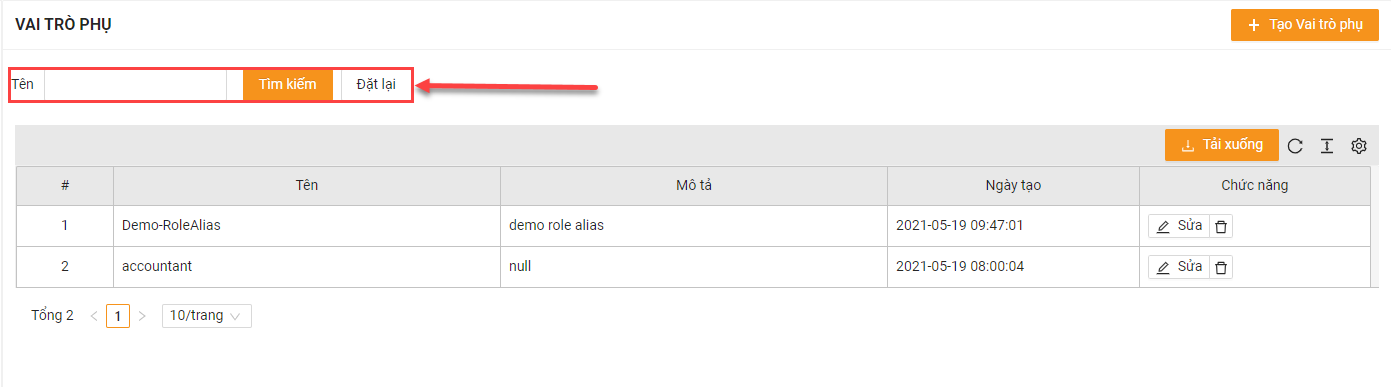 VAI TRÒ PHỤ
+ Tạo Vai trò phụ
Tên Tìm kiếm Đặt lại
Tải xuống
# Tên Mô tả Ngày tạo Chức năng
1 Demo-RoleAlias demo role alias 2021-05-19 09:47:01 Sửa
2 accountant null 2021-05-19 08:00:04 Sửa
Tổng 2 < 1 > 10/trang